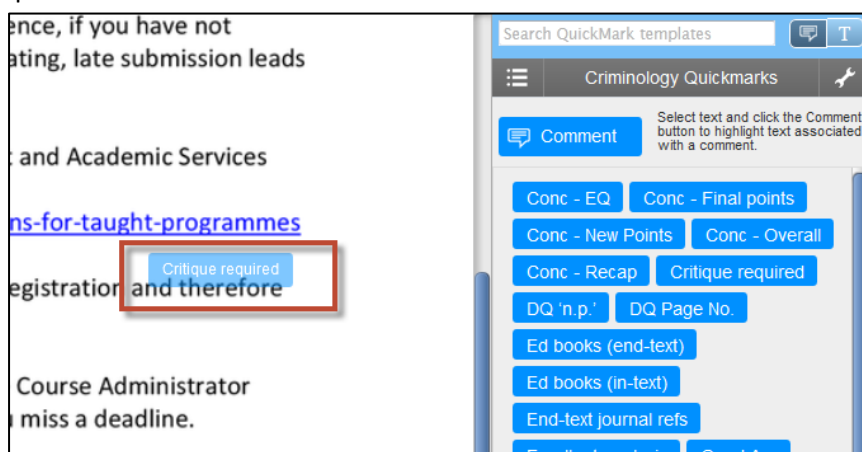 ence, if you have not
ating, late submission leads
and Academic Services
ns-for-taught-programmes
Critique required
egistration and therefore
Course Administrator
miss a deadline.
Search QuickMark templates
T
Criminology Quickmarks
Comment
Select text and click the Comment
button to highlight text associated
with a comment.
Conc - EQ Conc - Final points
Conc - New Points Conc - Overall
Conc - Recap Critique required
DQ 'n.p.' DQ Page No.
Ed books (end-text)
Ed books (in-text)
End-text journal refs